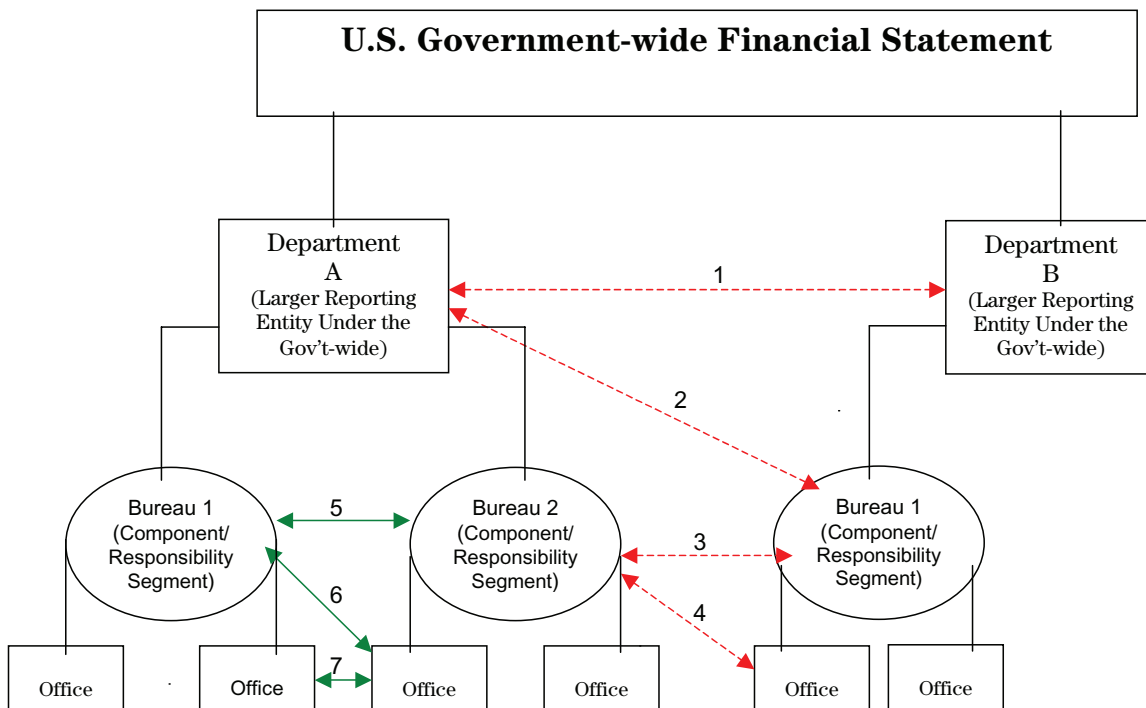 U.S. Government-wide Financial Statement
Department
A
(Larger Reporting
Entity Under the
Gov't-wide)
Department
B
(Larger Reporting
Entity Under the
Gov't-wide)
1
2
Bureau 1
(Component/
Responsibility
Segment)
5
Bureau 2
(Component/
Responsibility
Segment)
3
Bureau 1
(Component/
Responsibility
Segment)
6
4
7
Office
Office
Office
Office
Office
Office